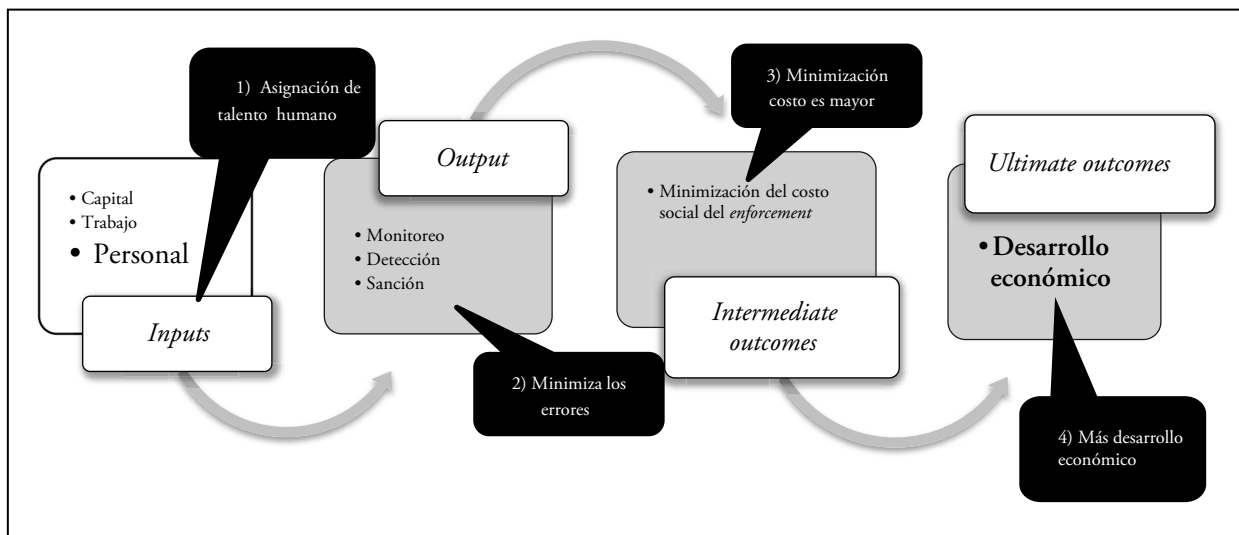 1) Asignación de
talento humano
• Capital
• Trabajo
• Personal
Inputs
Output
• Monitoreo
• Detección
• Sanción
2) Minimiza los
errores
3) Minimización
costo es mayor
• Minimización del costo
social del enforcement
Intermediate
outcomes
Ultimate outcomes
• Desarrollo
económico
4) Más desarrollo
económico